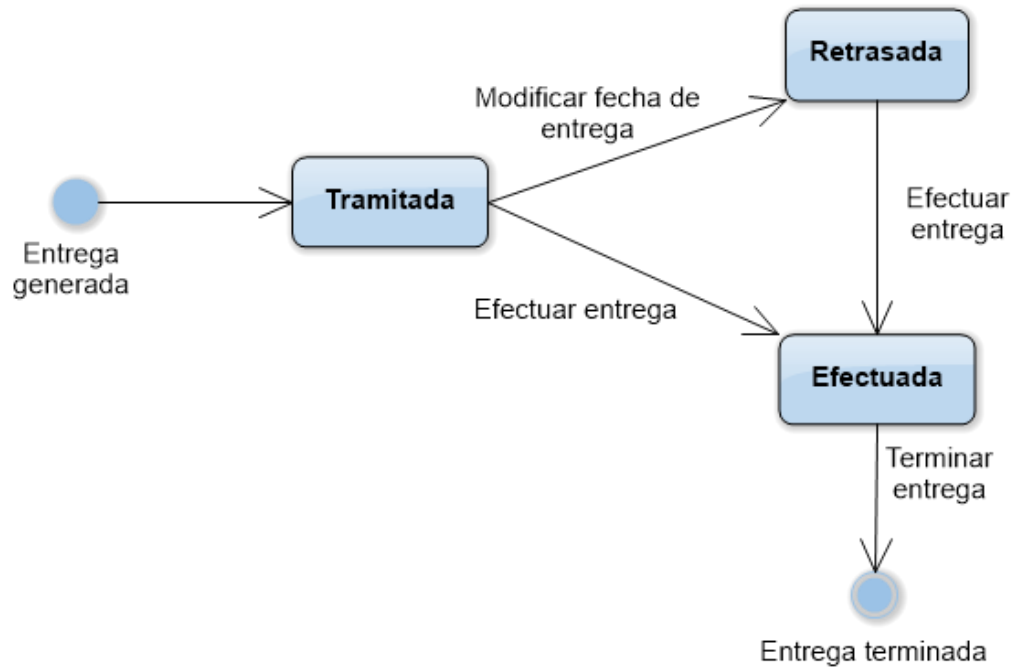 Retrasada
Modificar fecha de
entrega
Tramitada
Efectuar
entrega
Entrega
generada
Efectuar entrega
Efectuada
Terminar
entrega
Entrega terminada